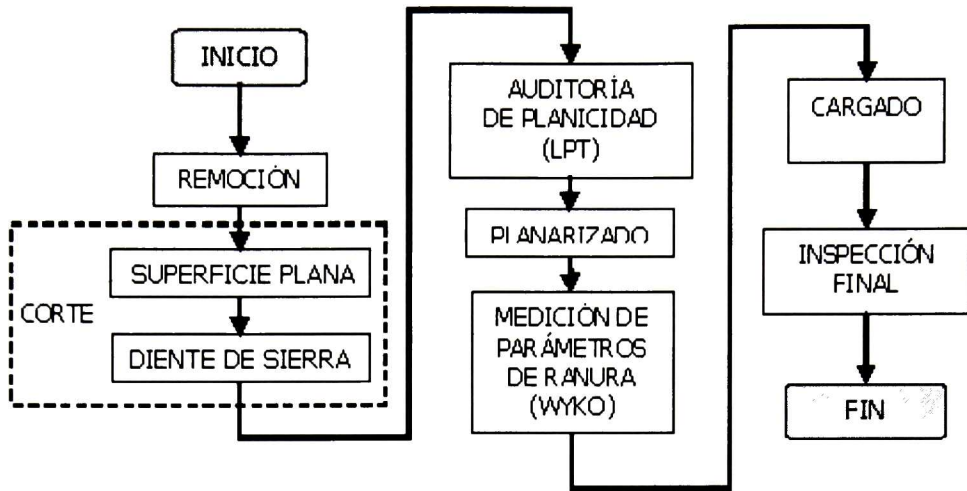 INICIO
REMOCIÓN
CORTE
SUPERFICIE PLANA
DIENTE DE SIERRA
AUDITORÍA
DE PLANICIDAD
(LPT)
PLANARIZADO
MEDICIÓN DE
PARÁMETROS
DE RANURA
(WYKO)
CARGADO
INSPECCIÓN
FINAL
FIN